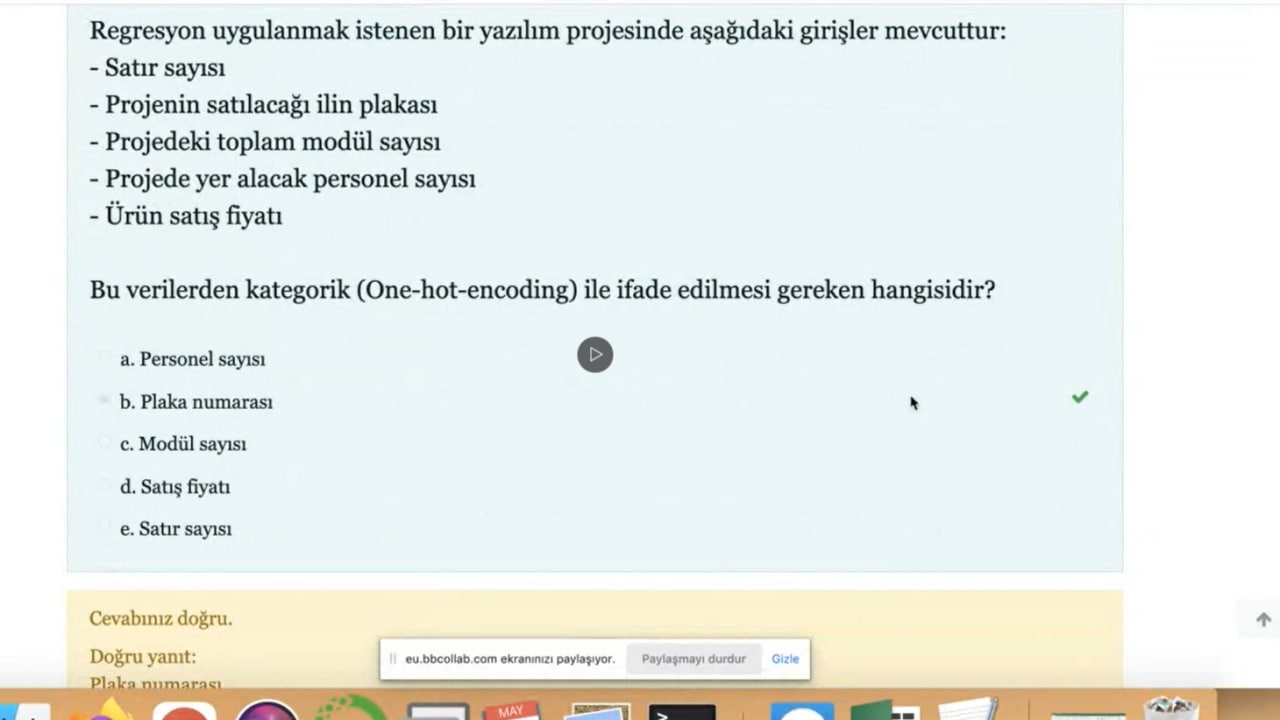 Regresyon uygulanmak istenen bir yazılım projesinde aşağıdaki girişler mevcuttur:
- Satır sayısı
- Projenin satılacağı ilin plakası
- Projedeki toplam modül sayısı
- Projede yer alacak personel sayısı
- Ürün satış fiyatı
Bu verilerden kategorik (One-hot-encoding) ile ifade edilmesi gereken hangisidir?
a. Personel sayısı
b. Plaka numarası
c. Modül sayısı
d. Satış fiyatı
e. Satır sayısı
Cevabınız doğru.
Doğru yanıt:
Plaka numarası
eu.bbcollab.com ekranınızı paylaşıyor.
Paylaşmayı durdur
Gizle
MAY